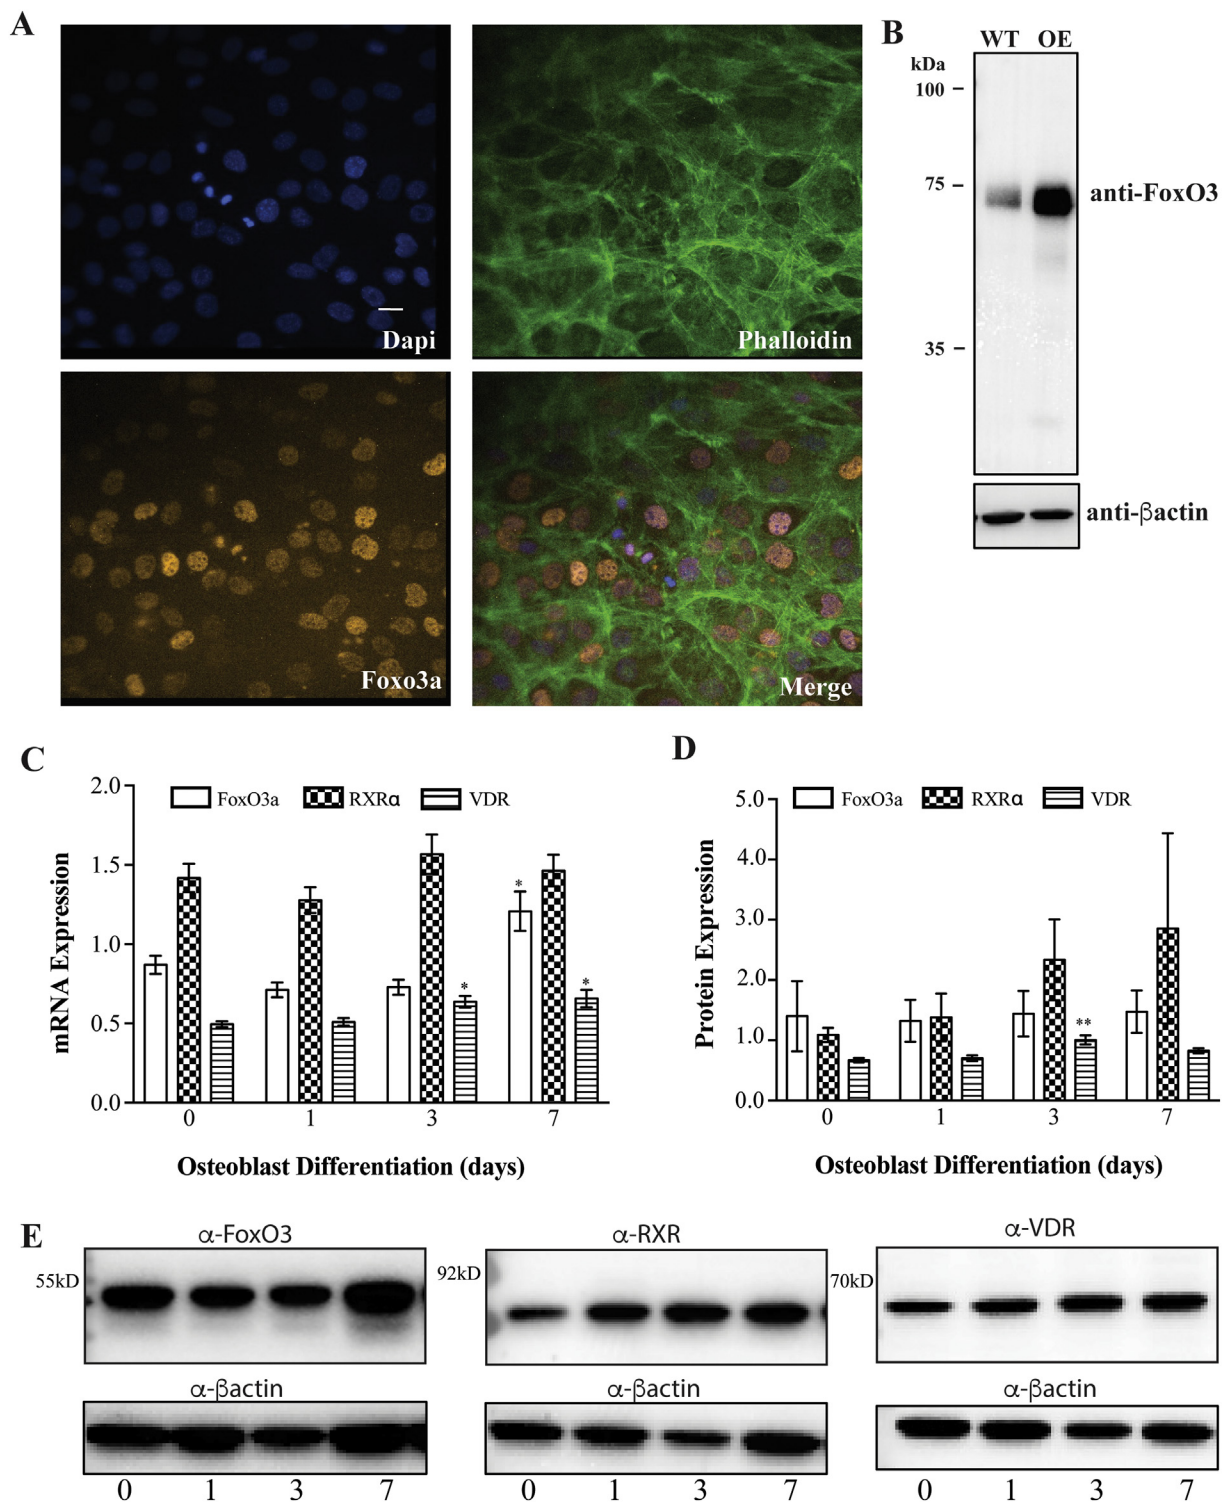 A
Dapi
Phalloidin
Foxo3a
Merge
B
WT OE
kDa
100
75
35
anti-FoxO3
anti-βactin
C
mRNA Expression
2.0
1.5
1.0
0.5
0.0
FoxO3a RXRα VDR
* * *
0 1 3 7
Osteoblast Differentiation (days)
D
Protein Expression
5.0
4.0
3.0
2.0
1.0
0.0
FoxO3a RXRα VDR
**
0 1 3 7
Osteoblast Differentiation (days)
E
α-FoxO3
55kD
α-βactin
0 1 3 7
α-RXR
92kD
α-βactin
0 1 3 7
α-VDR
70kD
α-βactin
0 1 3 7